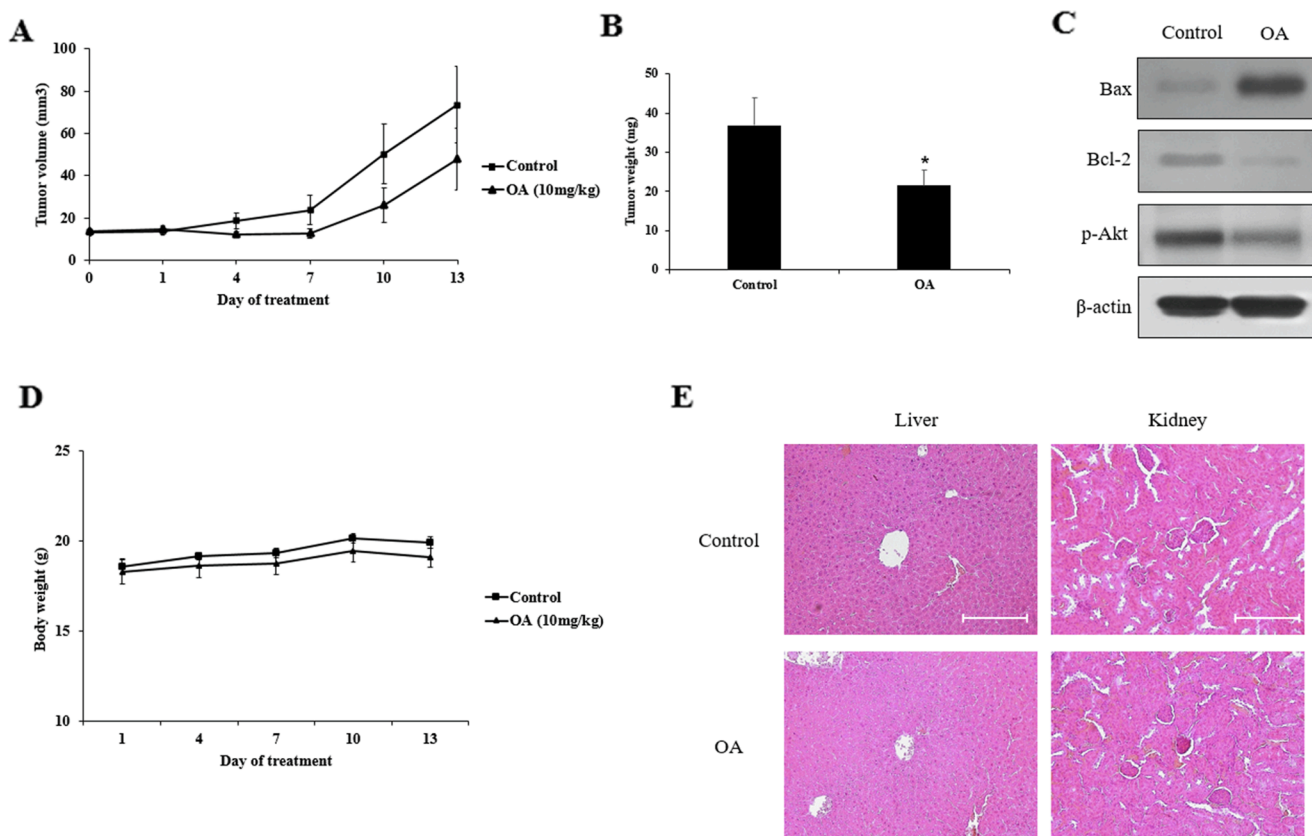 A
Tumor volume (mm3)
100
80
60
40
20
0
0 1 4 7 10 13
Day of treatment
Control
OA (10mg/kg)
B
Tumor weight (mg)
50
40
30
20
10
0
*
Control OA
C
Control OA
Bax
Bcl-2
p-Akt
β-actin
D
Body weight (g)
25
20
15
10
1 4 7 10 13
Day of treatment
Control
OA (10mg/kg)
E
Liver Kidney
Control
OA